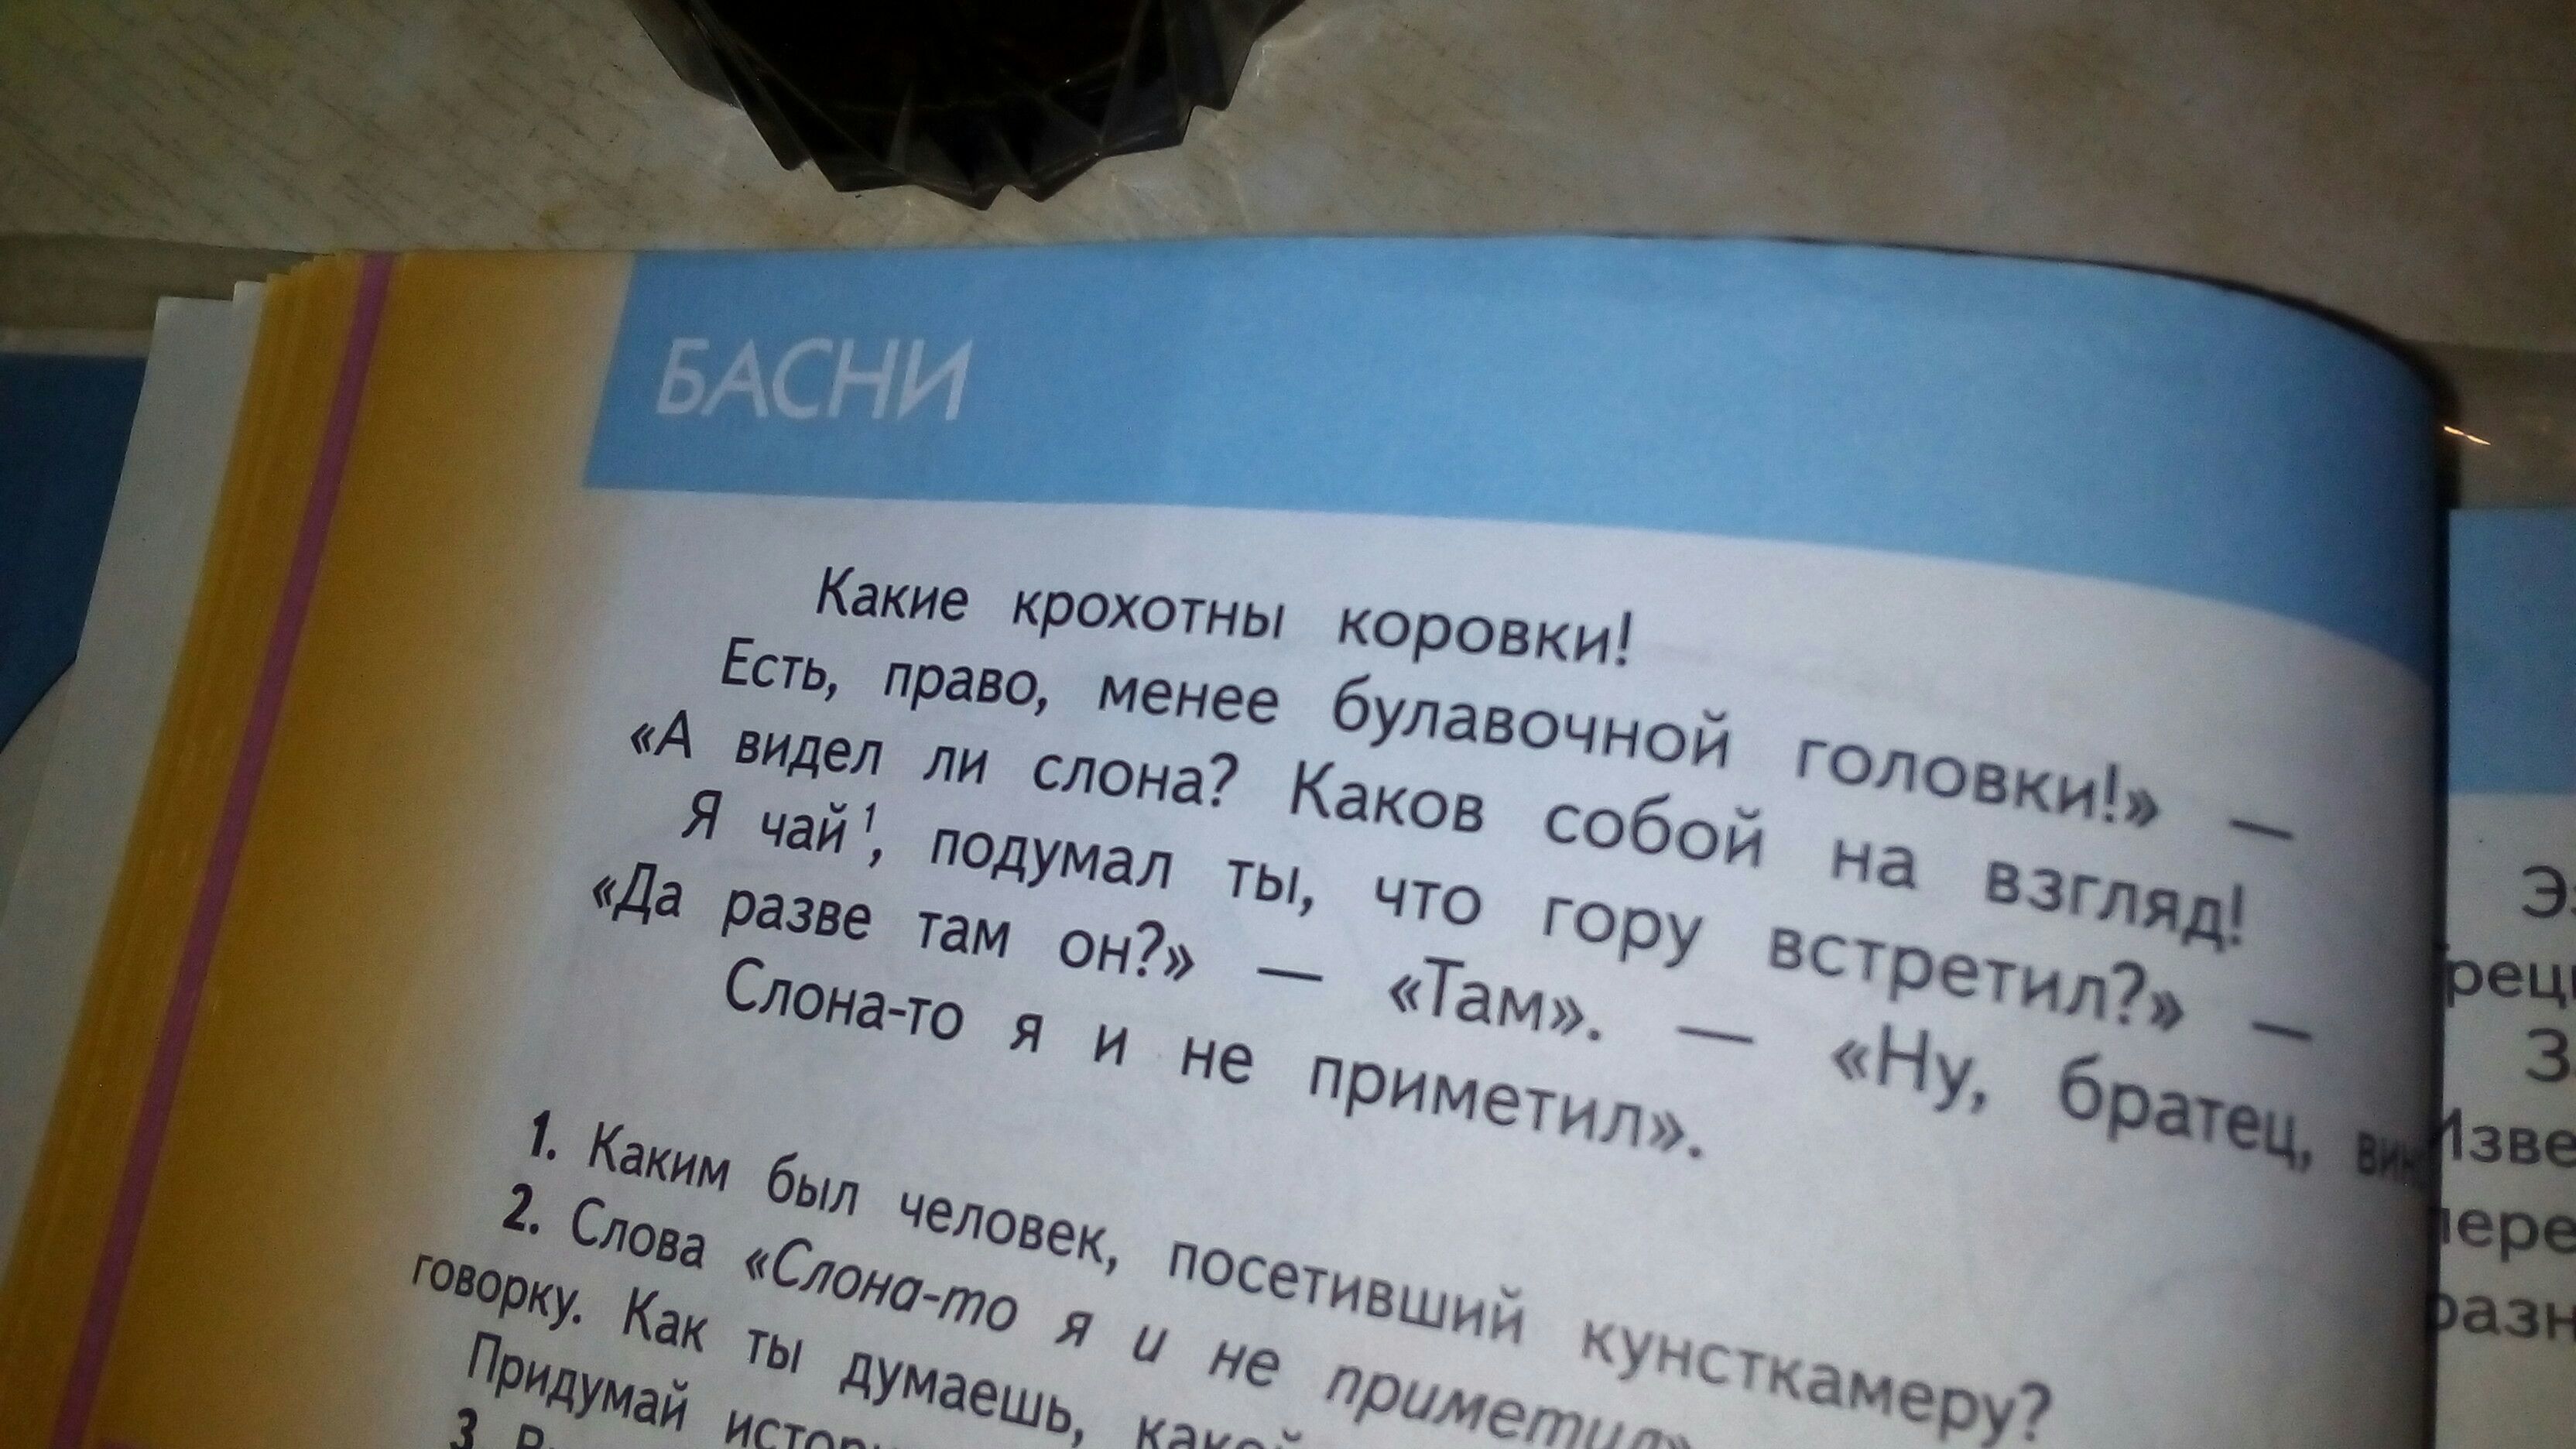 БАСНИ
Какие крохотны коровки!
Есть, право, менее булавочной головки!» —
«А видел ли слона? Каков собой на взгляд!
Я чай¹, подумал ты, что гору встретил?» —
«Да разве там он?» — «Там». — «Ну, братец,
Слона-то я и не приметил».
1. Каким был человек, посетивший кунсткамеру?
2. Слова «Слона-то я и не приметил»
говорку. Как ты думаешь,
Придумай
3.